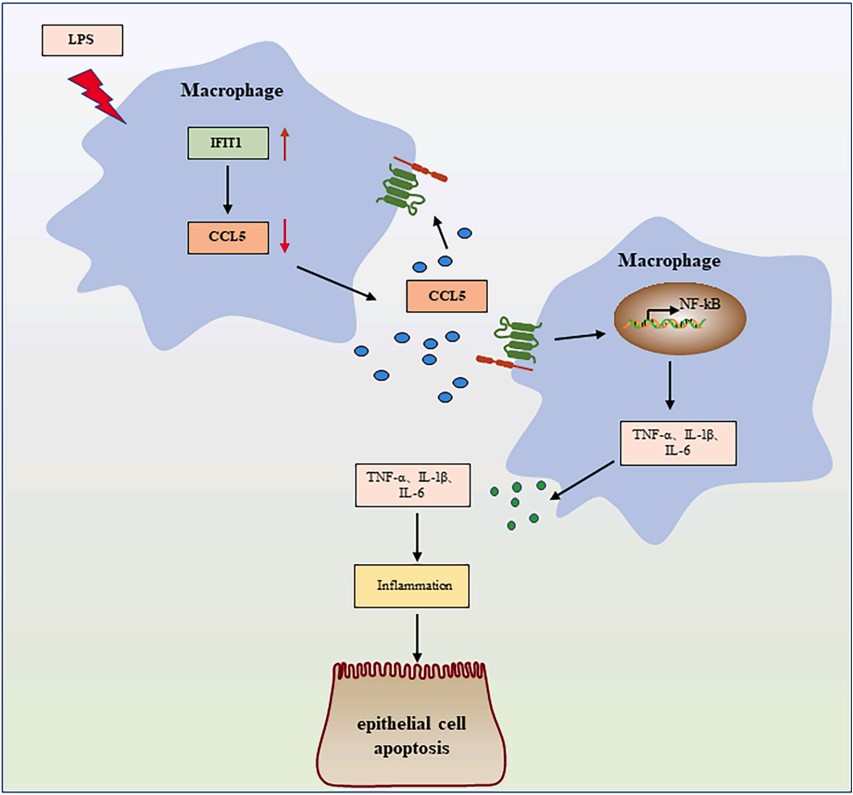 LPS
Macrophage
IFIT1
CCL5
CCL5
Macrophage
NF-kB
TNF-α、IL-1β、
IL-6
TNF-α、IL-1β、
IL-6
Inflammation
epithelial cell
apoptosis